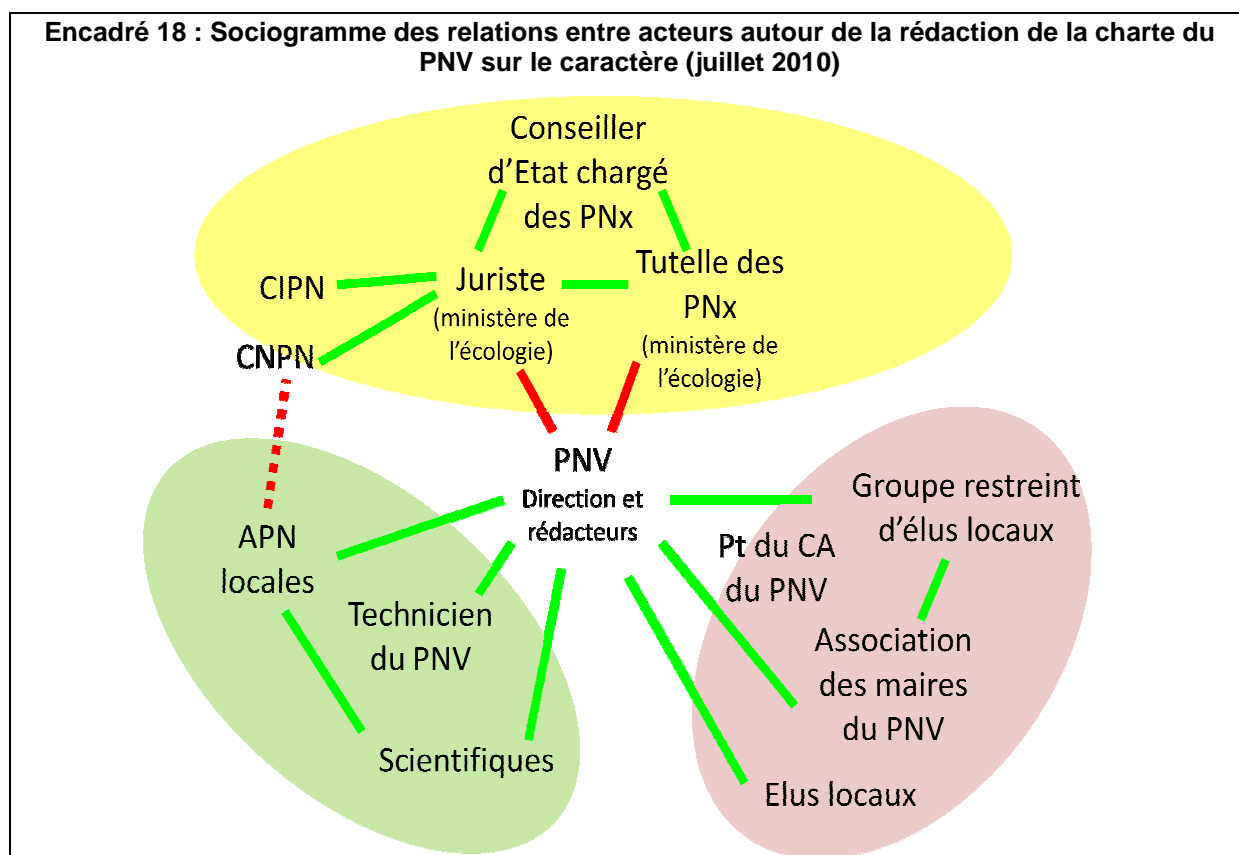 Encadré 18 : Sociogramme des relations entre acteurs autour de la rédaction de la charte du
PNV sur le caractère (juillet 2010)
Conseiller
d’Etat chargé
des PNx
CIPN
Juriste
(ministère de
l’écologie)
Tutelle des
PNx
(ministère de
l’écologie)
CNPN
PNV
Direction et
rédacteurs
APN
locales
Technicien
du PNV
Scientifiques
Groupe restreint
d’élus locaux
Pt du CA
du PNV
Association
des maires
du PNV
Elus locaux